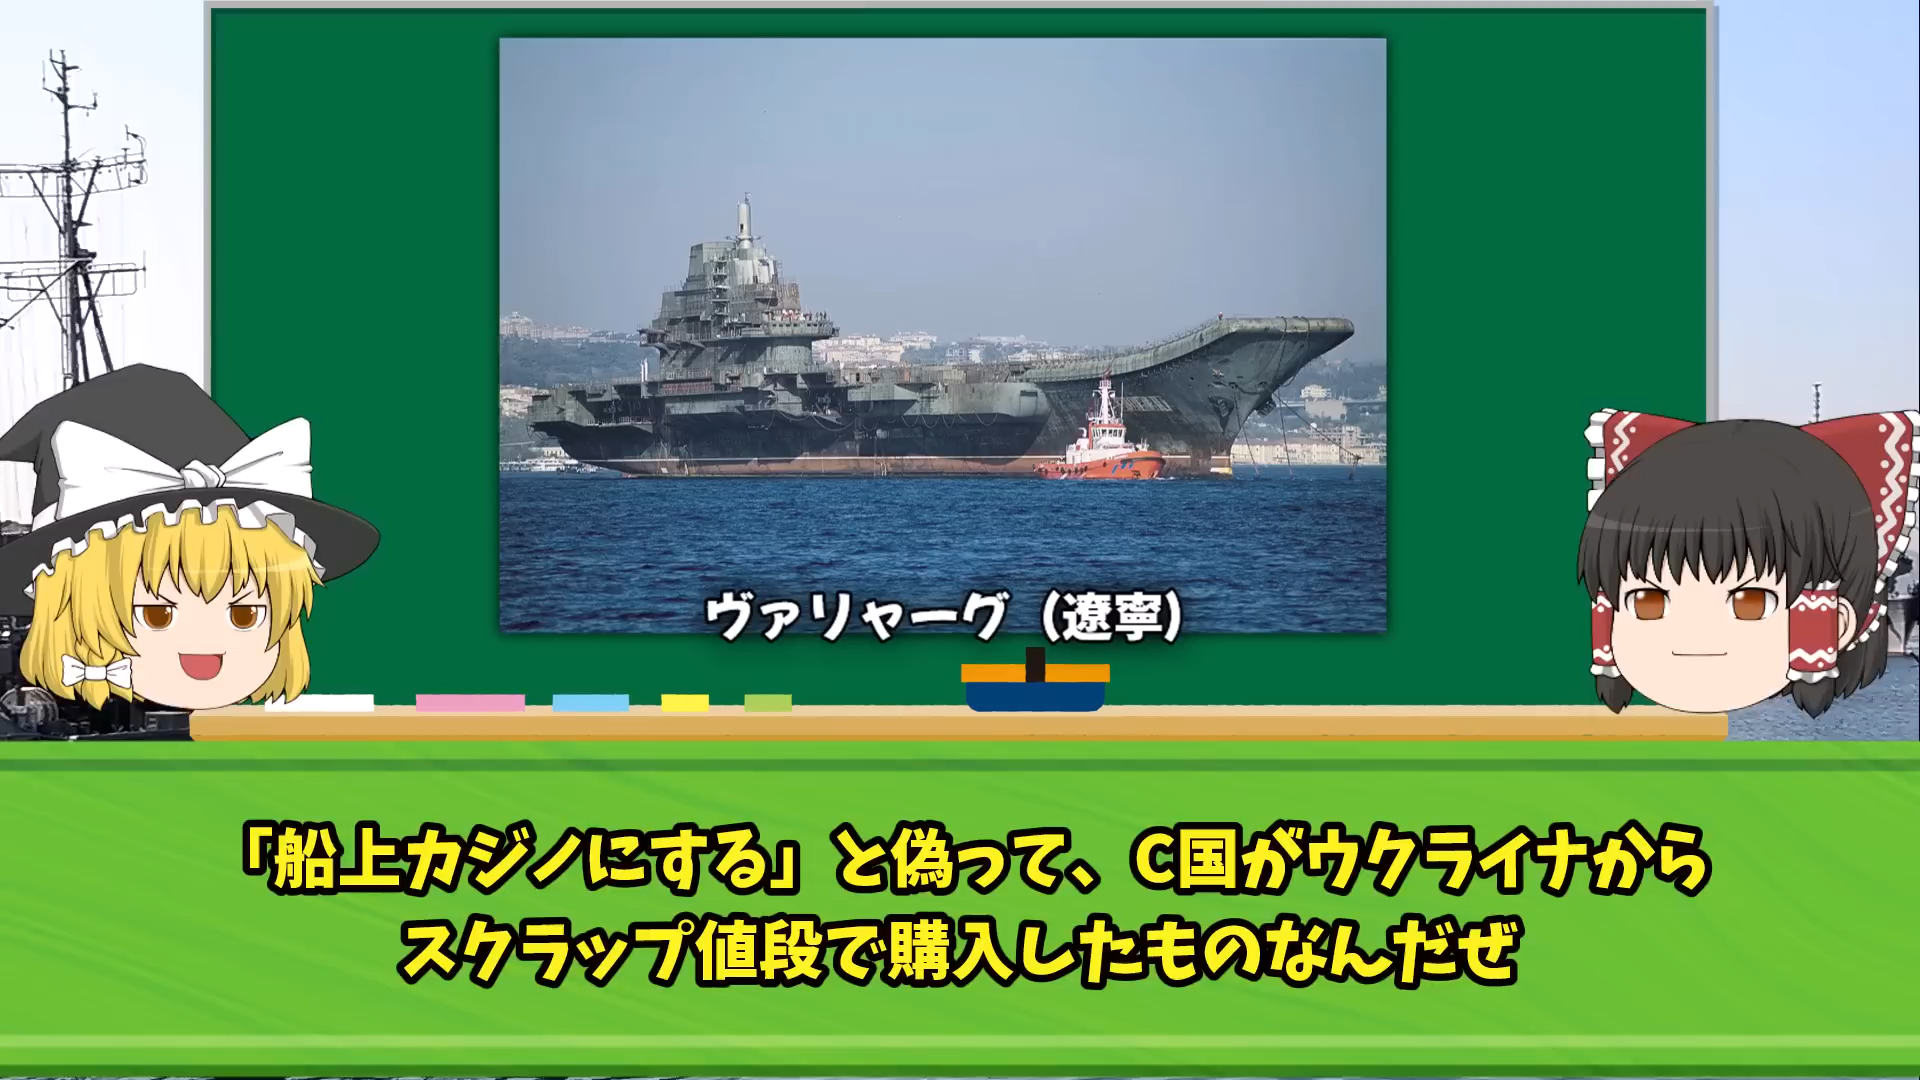 ヴァリャーグ（遼寧）
「船上カジノにする」と偽って、C国がウクライナから
スクラップ値段で購入したものなんだぜ